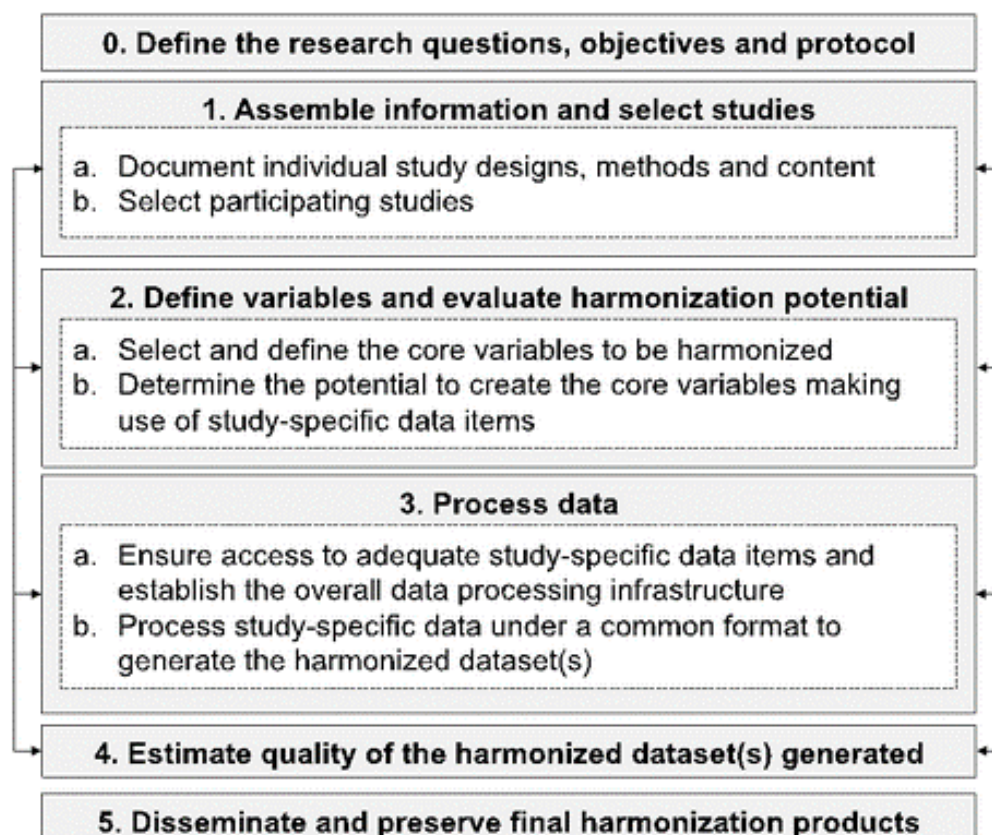 0. Define the research questions, objectives and protocol
1. Assemble information and select studies
a. Document individual study designs, methods and content
b. Select participating studies
2. Define variables and evaluate harmonization potential
a. Select and define the core variables to be harmonized
b. Determine the potential to create the core variables making
use of study-specific data items
3. Process data
a. Ensure access to adequate study-specific data items and
establish the overall data processing infrastructure
b. Process study-specific data under a common format to
generate the harmonized dataset(s)
4. Estimate quality of the harmonized dataset(s) generated
5. Disseminate and preserve final harmonization products